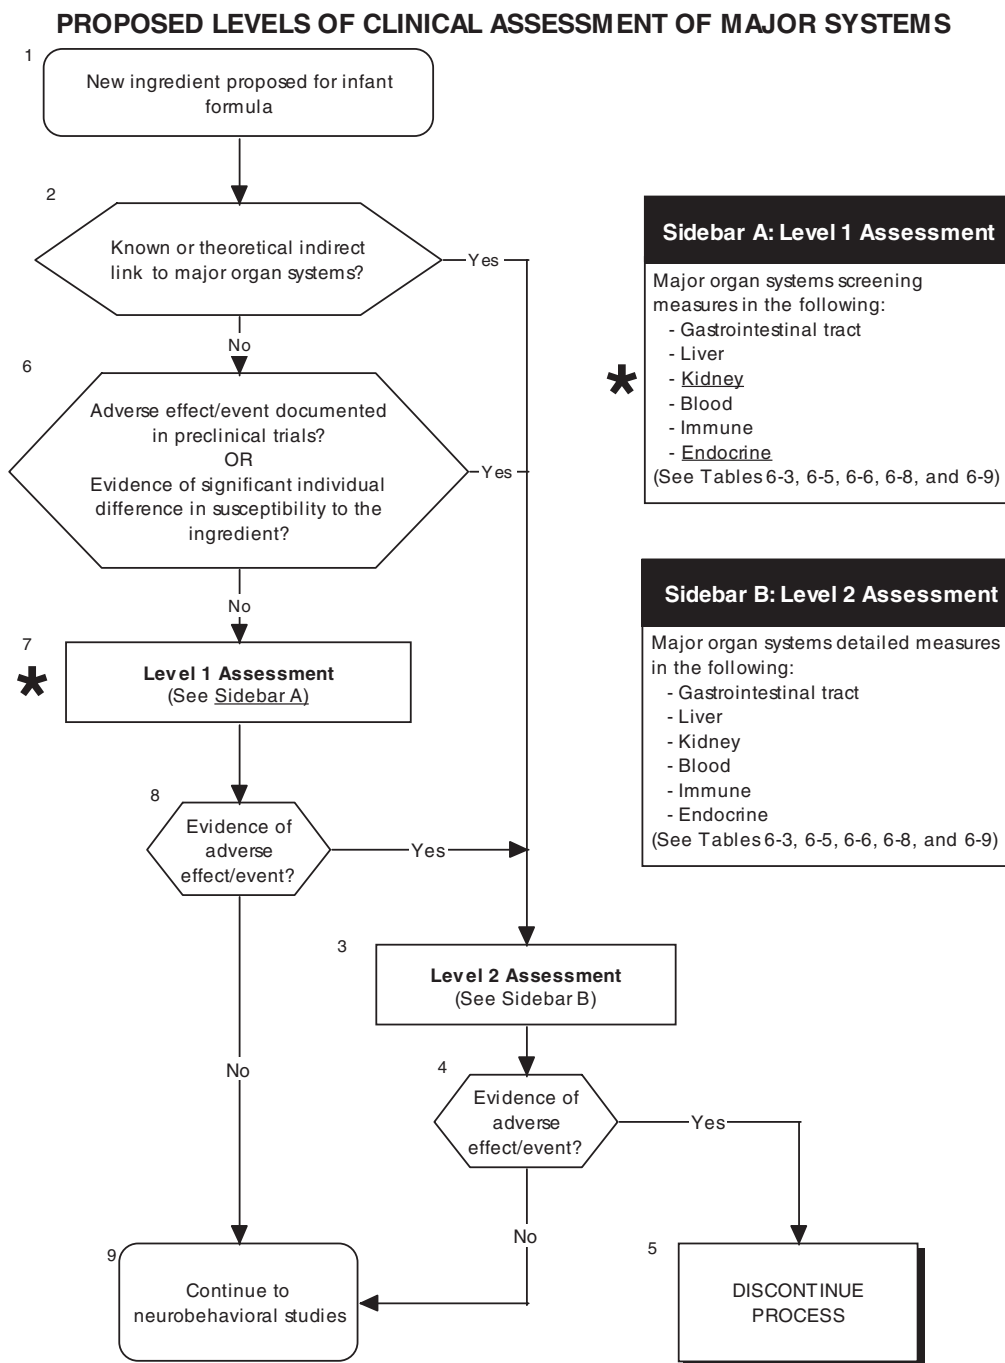 PROPOSED LEVELS OF CLINICAL ASSESSMENT OF MAJOR SYSTEMS
1
New ingredient proposed for infant
formula
2
Known or theoretical indirect
link to major organ systems?
Yes
No
6
Adverse effect/event documented
in preclinical trials?
OR
Evidence of significant individual
difference in susceptibility to the
ingredient?
Yes
No
7
*
Level 1 Assessment
(See Sidebar A)
8
Evidence of
adverse
effect/event?
Yes
No
3
Level 2 Assessment
(See Sidebar B)
4
Evidence of
adverse
effect/event?
Yes
No
9
Continue to
neurobehavioral studies
5
DISCONTINUE
PROCESS
Sidebar A: Level 1 Assessment
Major organ systems screening
measures in the following:
- Gastrointestinal tract
- Liver
*
- Kidney
- Blood
- Immune
- Endocrine
(See Tables 6-3, 6-5, 6-6, 6-8, and 6-9)
Sidebar B: Level 2 Assessment
Major organ systems detailed measures
in the following:
- Gastrointestinal tract
- Liver
- Kidney
- Blood
- Immune
- Endocrine
(See Tables 6-3, 6-5, 6-6, 6-8, and 6-9)